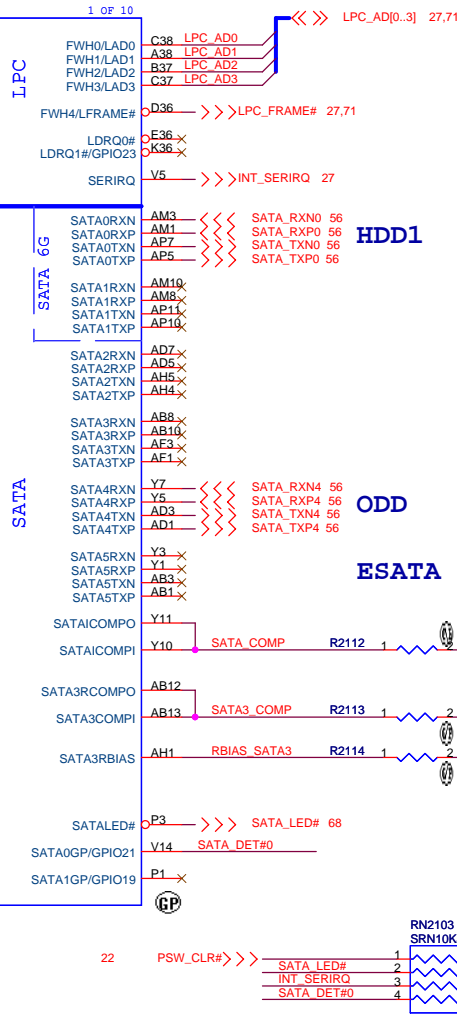 1 OF 10
LPC_AD[0..3] 27,71
LPC
FWH0/LAD0 C38 LPC_AD0
FWH1/LAD1 A38 LPC_AD1
FWH2/LAD2 B37 LPC_AD2
FWH3/LAD3 C37 LPC_AD3
FWH4/LFRAME# D36 LPC_FRAME# 27,71
LDRQ0# E36
LDRQ1#/GPIO23 K36
SERIRQ V5 INT_SERIRQ 27
SATA 6G
SATA0RXN AM3 SATA_RXN0 56
SATA0RXP AM1 SATA_RXP0 56
SATA0TXN AP7 SATA_TXN0 56
SATA0TXP AP5 SATA_TXP0 56
HDD1
SATA1RXN AM10
SATA1RXP AM8
SATA1TXN AP11
SATA1TXP AP10
SATA
SATA2RXN AD7
SATA2RXP AD5
SATA2TXN AH5
SATA2TXP AH4
SATA3RXN AB8
SATA3RXP AB10
SATA3TXN AF3
SATA3TXP AF1
SATA4RXN Y7 SATA_RXN4 56
SATA4RXP Y5 SATA_RXP4 56
SATA4TXN AD3 SATA_TXN4 56
SATA4TXP AD1 SATA_TXP4 56
ODD
SATA5RXN Y3
SATA5RXP Y1
SATA5TXN AB3
SATA5TXP AB1
ESATA
SATAICOMPO Y11
SATAICOMPI Y10 SATA_COMP R2112 1 2
SATA3RCOMPO AB12
SATA3COMPI AB13 SATA3_COMP R2113 1 2
SATA3RBIAS AH1 RBIAS_SATA3 R2114 1 2
SATALED# P3 SATA_LED# 68
SATA0GP/GPIO21 V14 SATA_DET#0
SATA1GP/GPIO19 P1
GP
RN2103
SRN10K
22 PSW_CLR# 1
SATA_LED# 2
INT_SERIRQ 3
SATA_DET#0 4